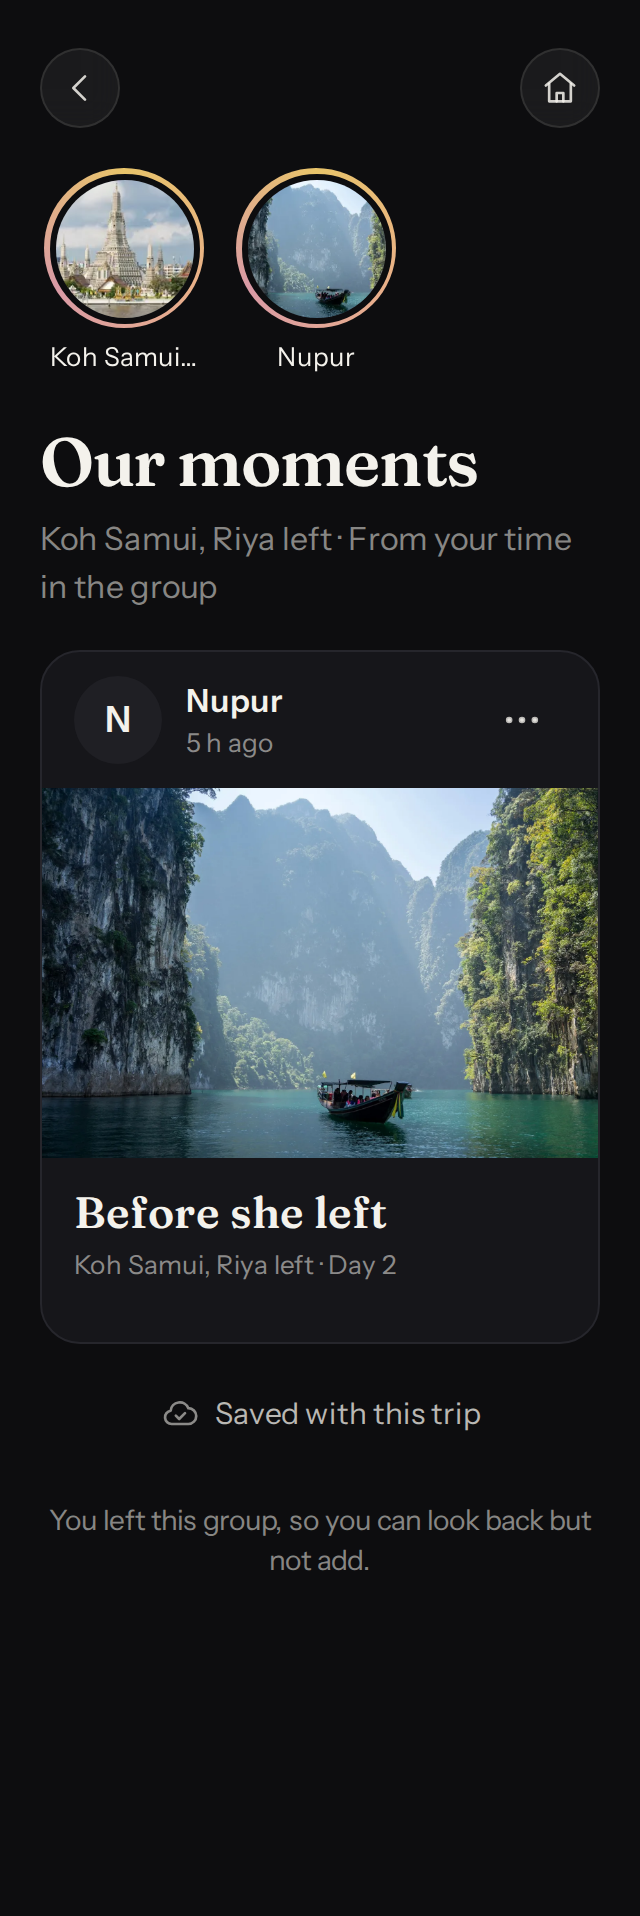 Koh Samui...
Nupur
Our moments
Koh Samui, Riya left · From your time
in the group
N
Nupur
5 h ago
Before she left
Koh Samui, Riya left · Day 2
Saved with this trip
You left this group, so you can look back but
not add.